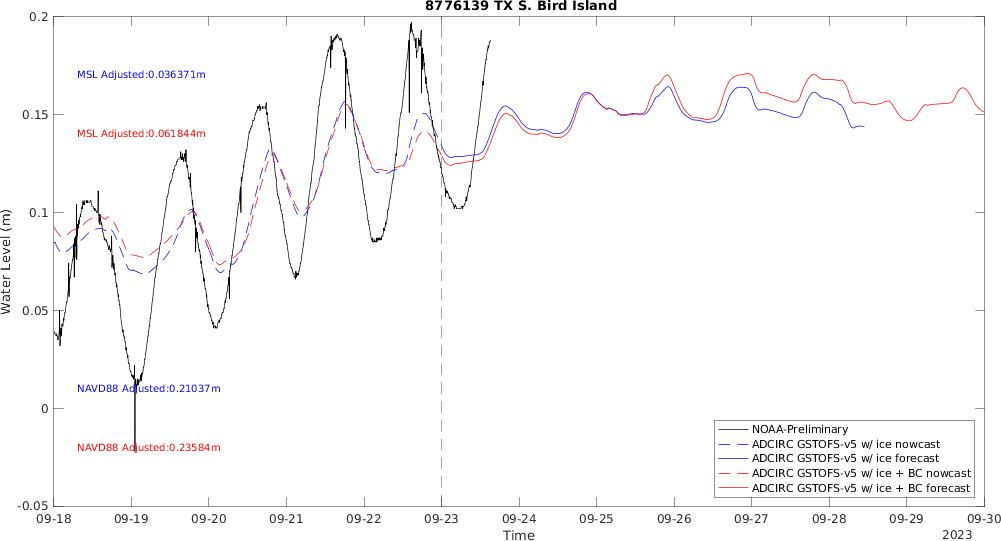 8776139 TX S. Bird Island
0.2
MSL Adjusted:0.036371m
0.15
MSL Adjusted:0.061844m
0.1
Water Level (m)
0.05
NAVD88 Adjusted:0.21037m
0
NAVD88 Adjusted:0.23584m
NOAA-Preliminary
ADCIRC GSTOFS-v5 w/ ice nowcast
ADCIRC GSTOFS-v5 w/ ice forecast
ADCIRC GSTOFS-v5 w/ ice + BC nowcast
ADCIRC GSTOFS-v5 w/ ice + BC forecast
-0.05
09-18 09-19 09-20 09-21 09-22 09-23 09-24 09-25 09-26 09-27 09-28 09-29 09-30
Time
2023